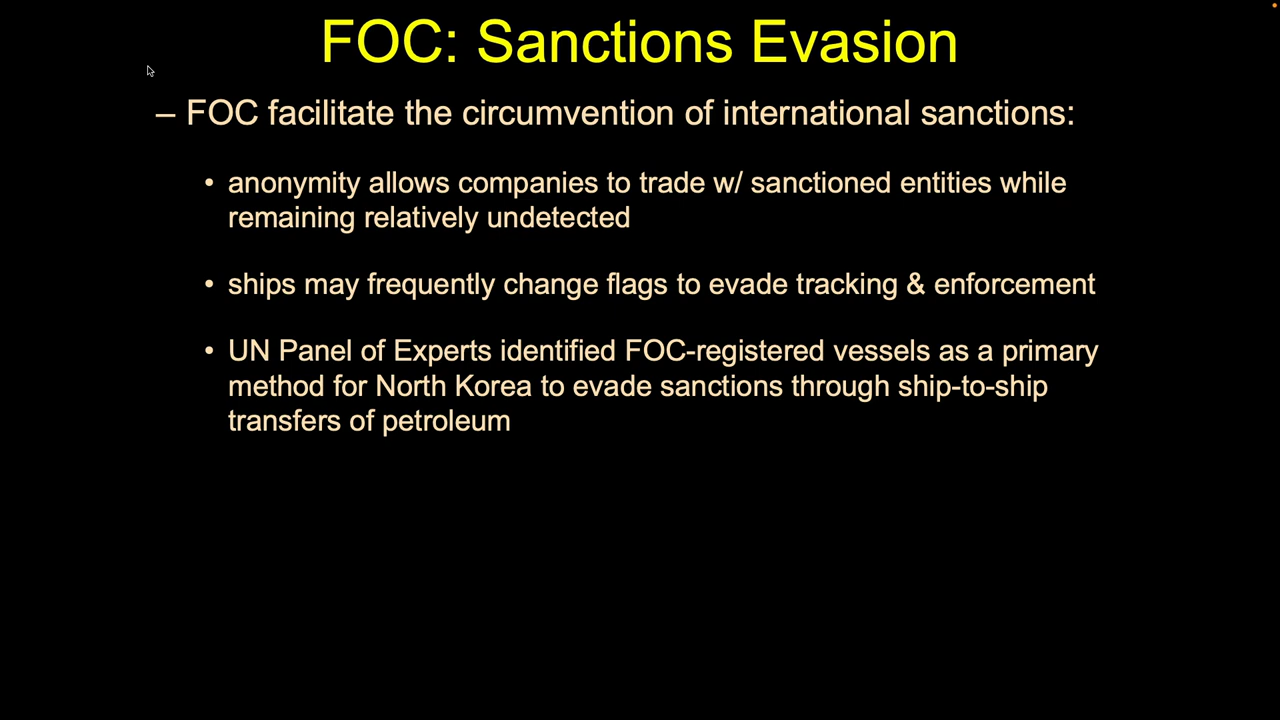 FOC: Sanctions Evasion
– FOC facilitate the circumvention of international sanctions:
• anonymity allows companies to trade w/ sanctioned entities while
remaining relatively undetected
• ships may frequently change flags to evade tracking & enforcement
• UN Panel of Experts identified FOC-registered vessels as a primary
method for North Korea to evade sanctions through ship-to-ship
transfers of petroleum